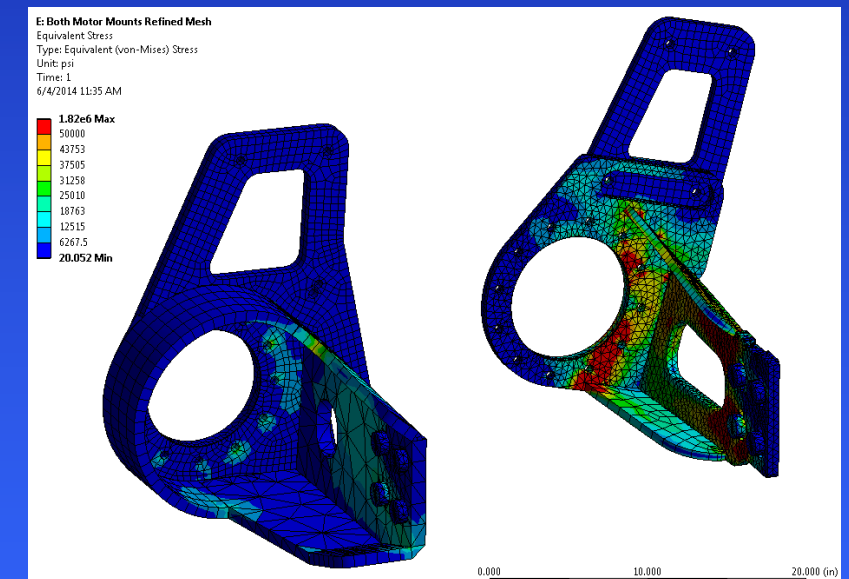 E: Both Motor Mounts Refined Mesh
Equivalent Stress
Type: Equivalent (von-Mises) Stress
Unit: psi
Time: 1
6/4/2014 11:35 AM
1.82e6 Max
50000
43753
37505
31258
25010
18763
12515
6267.5
20.052 Min
0.000 10.000 20.000 (in)